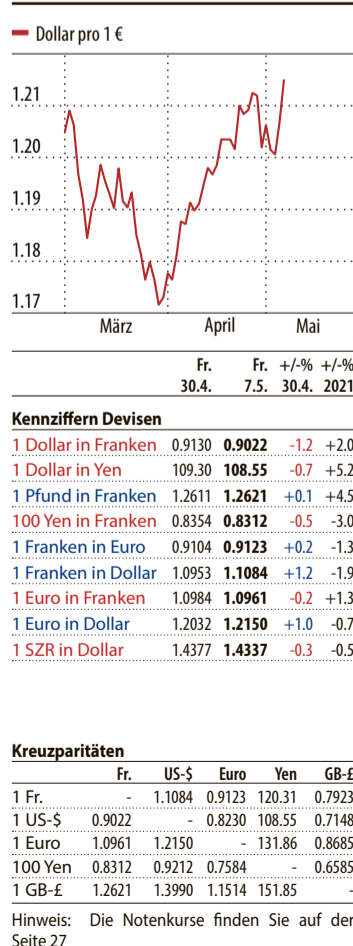 Dollar pro 1 €
1.21
1.20
1.19
1.18
1.17
März April Mai
Fr. Fr. +/-% +/-%
30.4. 7.5. 30.4. 2021
Kennziffern Devisen
1 Dollar in Franken 0.9130 0.9022 -1.2 +2.0
1 Dollar in Yen 109.30 108.55 -0.7 +5.2
1 Pfund in Franken 1.2611 1.2621 +0.1 +4.5
100 Yen in Franken 0.8354 0.8312 -0.5 -3.0
1 Franken in Euro 0.9104 0.9123 +0.2 -1.3
1 Franken in Dollar 1.0953 1.1084 +1.2 -1.9
1 Euro in Franken 1.0984 1.0961 -0.2 +1.3
1 Euro in Dollar 1.2032 1.2150 +1.0 -0.7
1 SZR in Dollar 1.4377 1.4337 -0.3 -0.5
Kreuzparitäten
Fr. US-$ Euro Yen GB-£
1 Fr. - 1.1084 0.9123 120.31 0.7923
1 US-$ 0.9022 - 0.8230 108.55 0.7148
1 Euro 1.0961 1.2150 - 131.86 0.8685
100 Yen 0.8312 0.9212 0.7584 - 0.6585
1 GB-£ 1.2621 1.3990 1.1514 151.85 -
Hinweis: Die Notenkurse finden Sie auf der
Seite 27